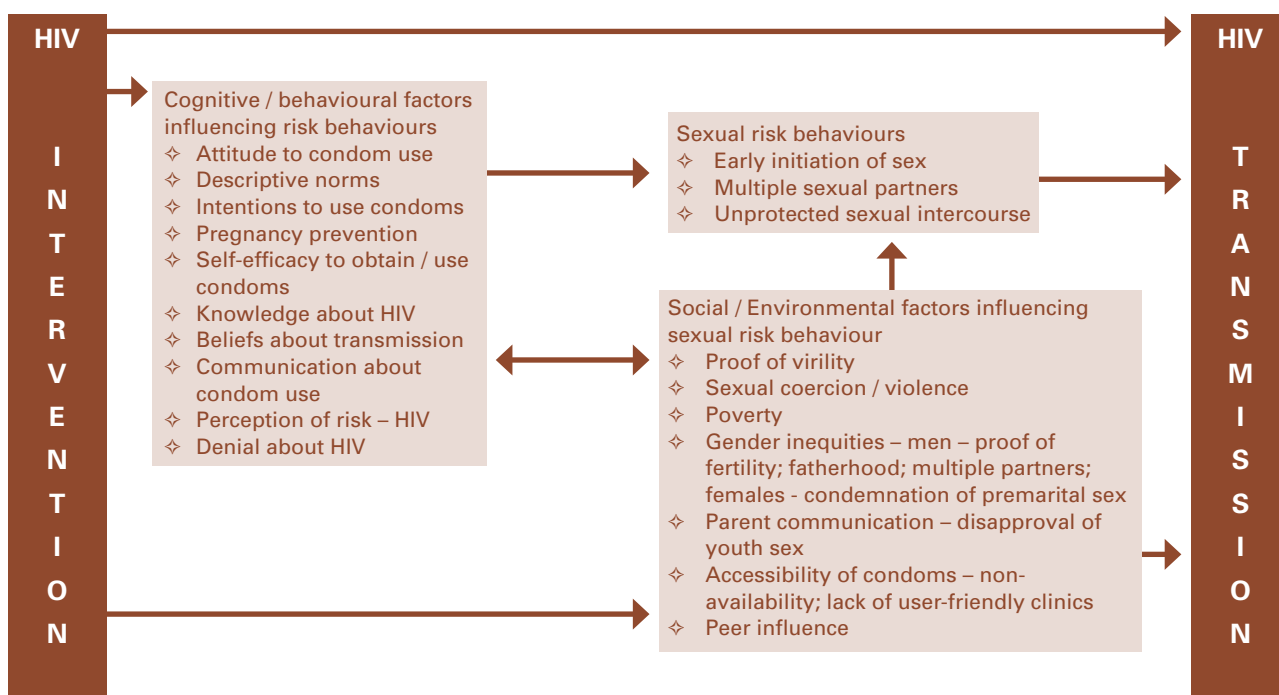 HIV
I
N
T
E
R
V
E
N
T
I
O
N
Cognitive / behavioural factors
influencing risk behaviours
✧ Attitude to condom use
✧ Descriptive norms
✧ Intentions to use condoms
✧ Pregnancy prevention
✧ Self-efficacy to obtain / use
condoms
✧ Knowledge about HIV
✧ Beliefs about transmission
✧ Communication about
condom use
✧ Perception of risk – HIV
✧ Denial about HIV
Sexual risk behaviours
✧ Early initiation of sex
✧ Multiple sexual partners
✧ Unprotected sexual intercourse
Social / Environmental factors influencing
sexual risk behaviour
✧ Proof of virility
✧ Sexual coercion / violence
✧ Poverty
✧ Gender inequities – men – proof of
fertility; fatherhood; multiple partners;
females - condemnation of premarital sex
✧ Parent communication – disapproval of
youth sex
✧ Accessibility of condoms – non-
availability; lack of user-friendly clinics
✧ Peer influence
HIV
T
R
A
N
S
M
I
S
S
I
O
N